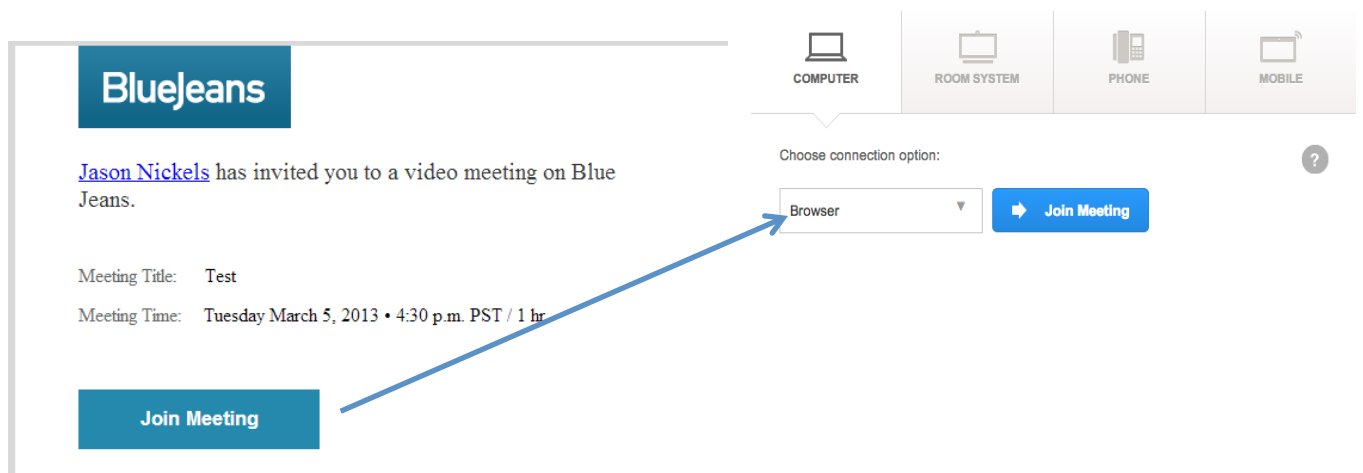 BlueJeans
Jason Nickels has invited you to a video meeting on Blue
Jeans.
Meeting Title: Test
Meeting Time: Tuesday March 5, 2013 • 4:30 p.m. PST / 1 hr
Join Meeting
COMPUTER ROOM SYSTEM PHONE MOBILE
Choose connection option: ?
Browser Join Meeting